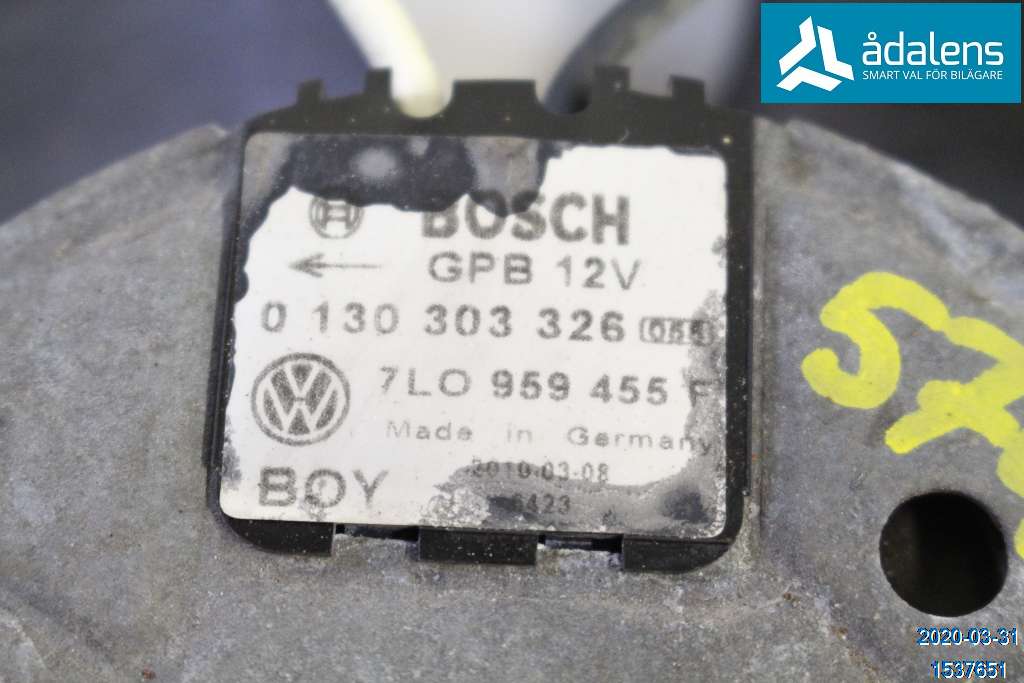 ådalens
SMART VAL FÖR BILÄGARE
BOSCH
GPB 12V
0 130 303 326
7L0 959 455 F
Made in Germany
2010-03-08
BOY
6423
2020-03-31
1537651